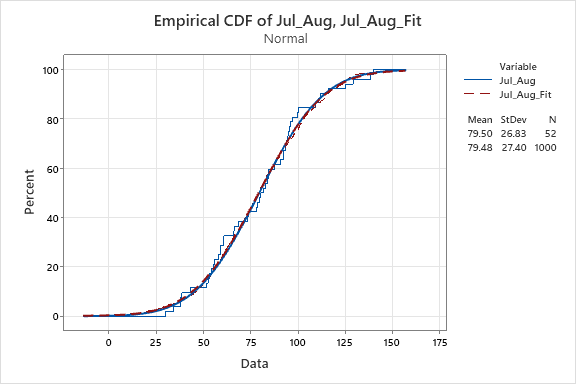 Empirical CDF of Jul_Aug, Jul_Aug_Fit
Normal
Variable
Jul_Aug
Jul_Aug_Fit
Mean StDev N
79.50 26.83 52
79.48 27.40 1000
Percent
100
80
60
40
20
0
0 25 50 75 100 125 150 175
Data